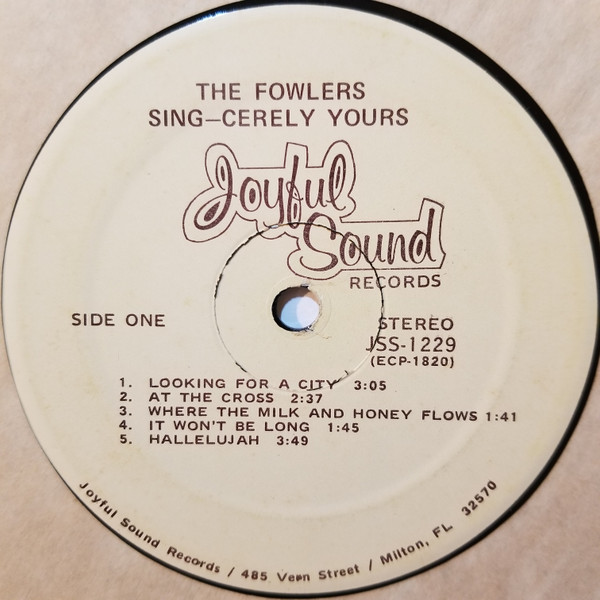 THE FOWLERS
SING—CERELY YOURS
Joyful
Sound
RECORDS
SIDE ONE
STEREO
JSS-1229
(ECP-1820)
1. LOOKING FOR A CITY 3:05
2. AT THE CROSS 2:37
3. WHERE THE MILK AND HONEY FLOWS 1:41
4. IT WON'T BE LONG 1:45
5. HALLELUJAH 3:49
Joyful Sound Records / 485 Vern Street / Milton, FL 32570